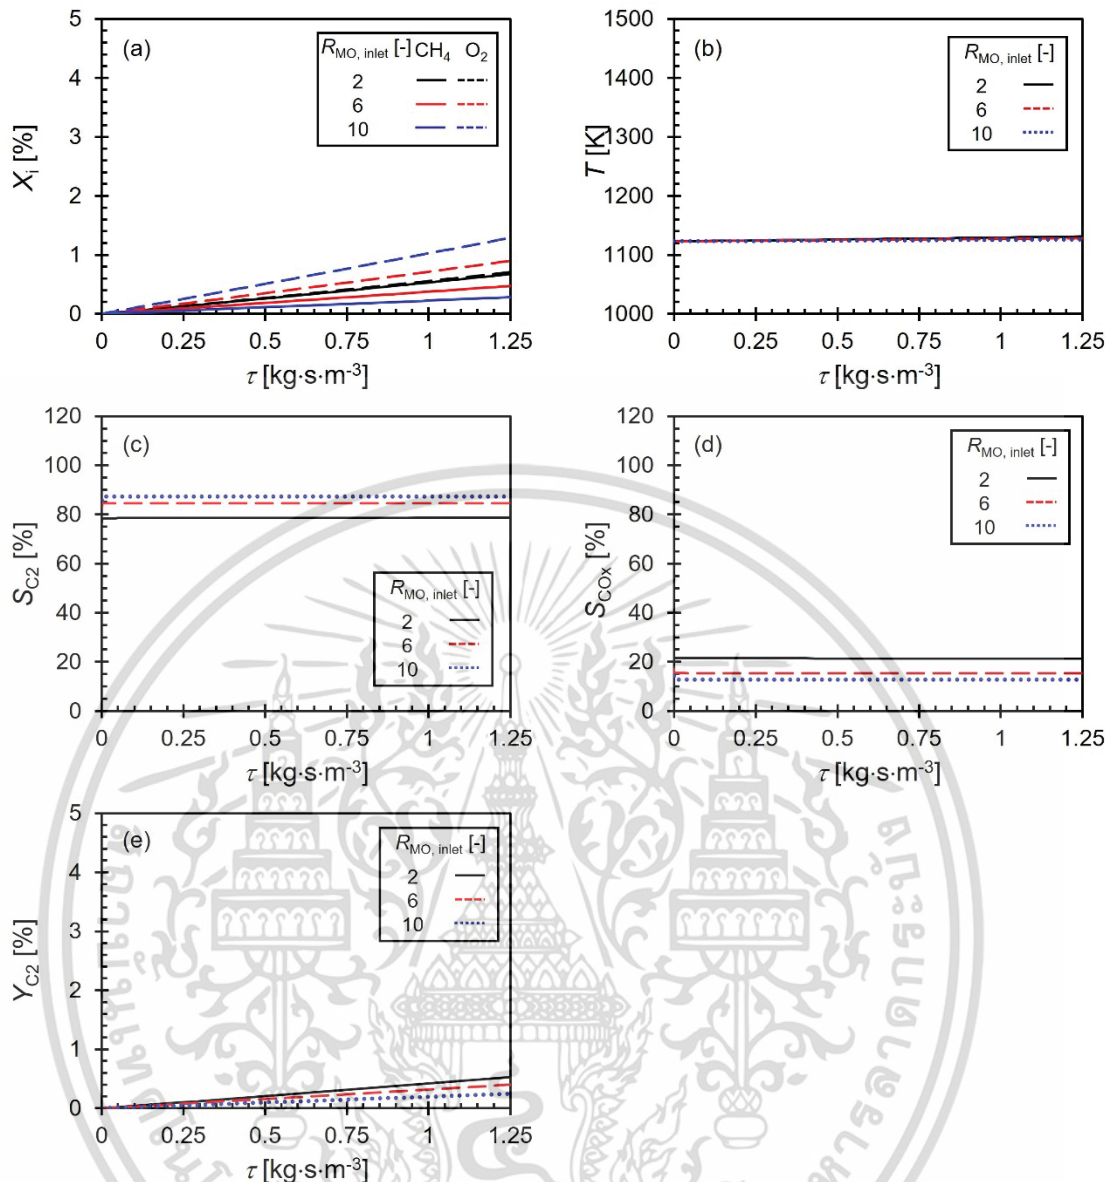 (a)
R_MO, inlet [-] CH_4 O_2
2
6
10
5
4
3
2
1
0
X_i [%]
0 0.25 0.5 0.75 1 1.25
τ [kg·s·m⁻³]
(b)
R_MO, inlet [-]
2
6
10
1500
1400
1300
1200
1100
1000
T [K]
0 0.25 0.5 0.75 1 1.25
τ [kg·s·m⁻³]
(c)
120
100
80
60
40
20
0
S_C2 [%]
R_MO, inlet [-]
2
6
10
0 0.25 0.5 0.75 1 1.25
τ [kg·s·m⁻³]
(d)
R_MO, inlet [-]
2
6
10
120
100
80
60
40
20
0
S_COx [%]
0 0.25 0.5 0.75 1 1.25
τ [kg·s·m⁻³]
(e)
R_MO, inlet [-]
2
6
10
5
4
3
2
1
0
Y_C2 [%]
0 0.25 0.5 0.75 1 1.25
τ [kg·s·m⁻³]